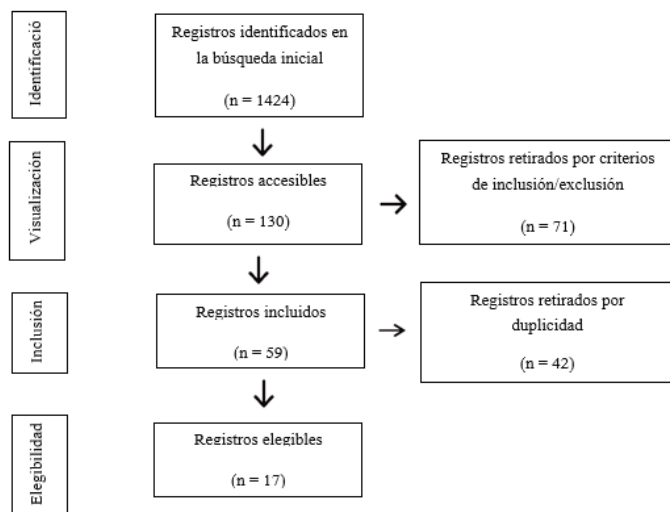 Identificació
Registros identificados en
la búsqueda inicial
(n = 1424)
Visualización
Registros accesibles
(n = 130)
Registros retirados por criterios
de inclusión/exclusión
(n = 71)
Inclusión
Registros incluidos
(n = 59)
Registros retirados por
duplicidad
(n = 42)
Elegibilidad
Registros elegibles
(n = 17)